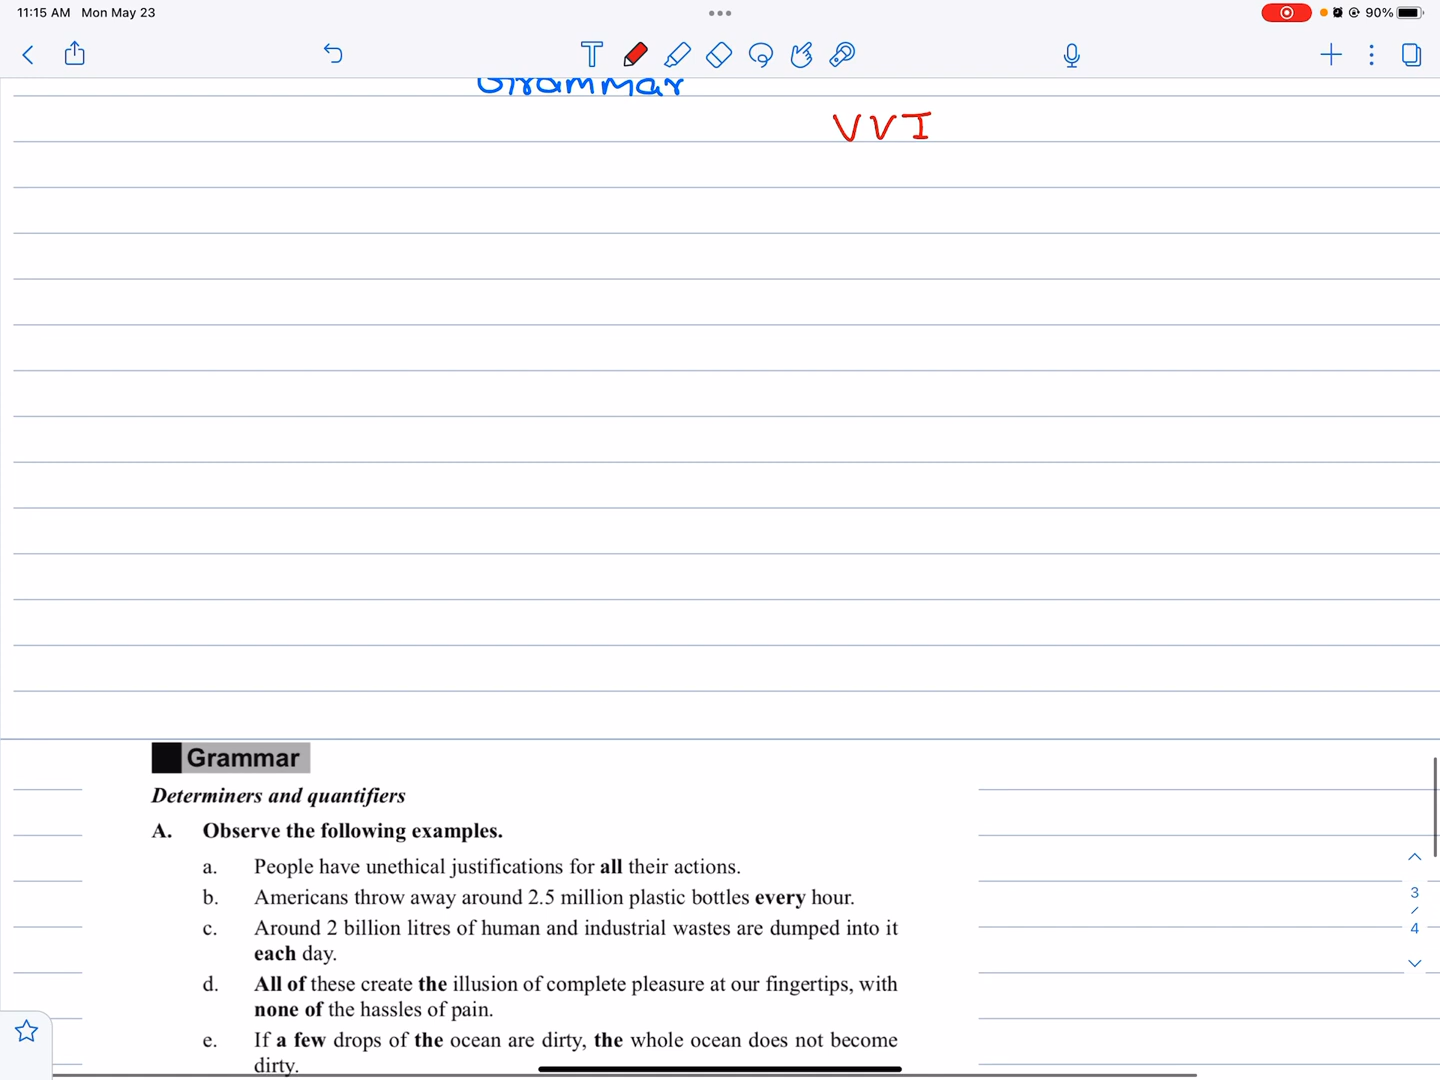 11:15 AM Mon May 23
90%
T
Grammar
VVI
Grammar
Determiners and quantifiers
A. Observe the following examples.
a. People have unethical justifications for all their actions.
b. Americans throw away around 2.5 million plastic bottles every hour.
c. Around 2 billion litres of human and industrial wastes are dumped into it
each day.
d. All of these create the illusion of complete pleasure at our fingertips, with
none of the hassles of pain.
e. If a few drops of the ocean are dirty, the whole ocean does not become
dirty.
3
/
4